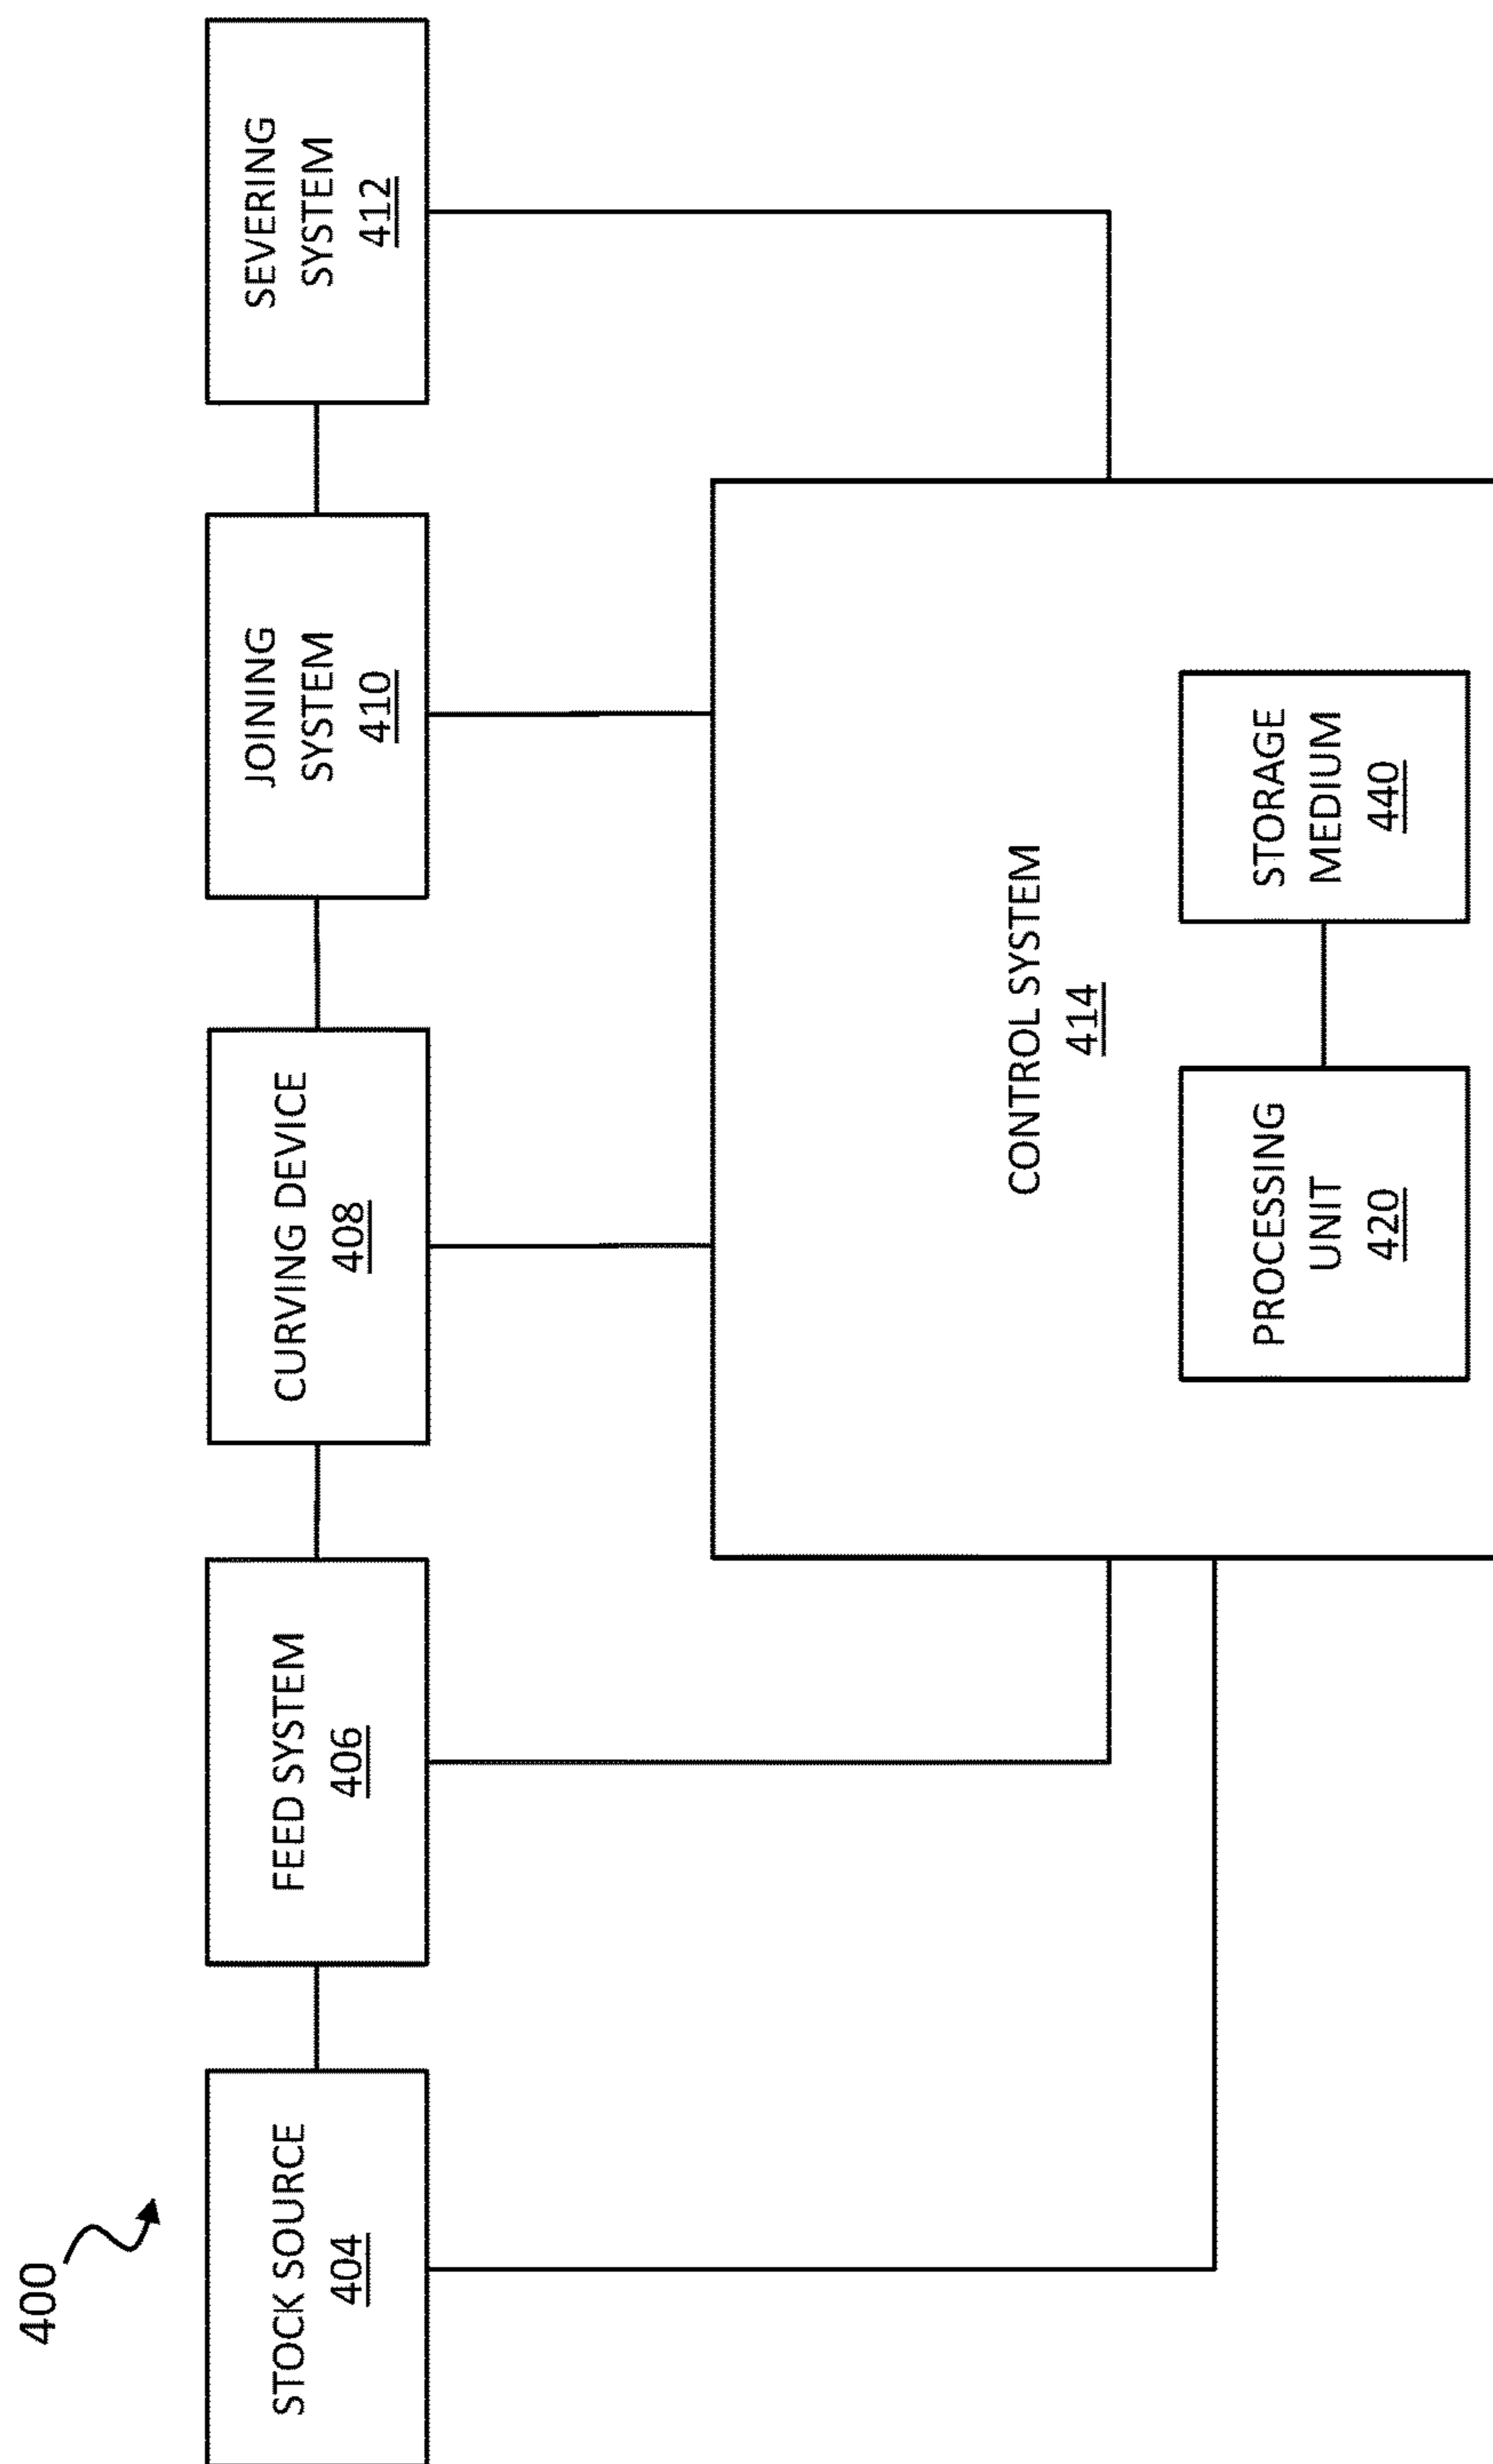 400
STOCK SOURCE
404
FEED SYSTEM
406
CURVING DEVICE
408
JOINING
SYSTEM
410
SEVERING
SYSTEM
412
CONTROL SYSTEM
414
PROCESSING
UNIT
420
STORAGE
MEDIUM
440